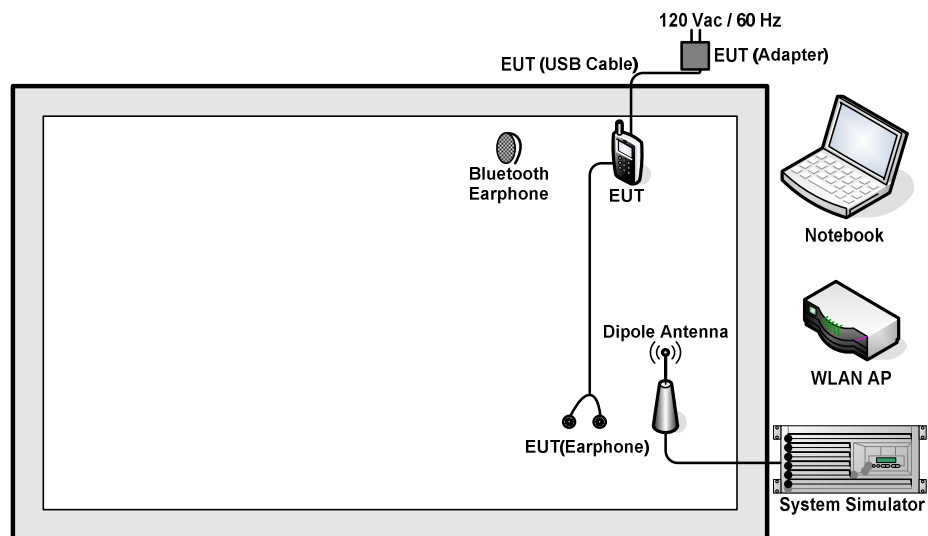 120 Vac / 60 Hz
EUT (USB Cable)
EUT (Adapter)
Bluetooth
Earphone
EUT
Notebook
Dipole Antenna
WLAN AP
EUT(Earphone)
System Simulator